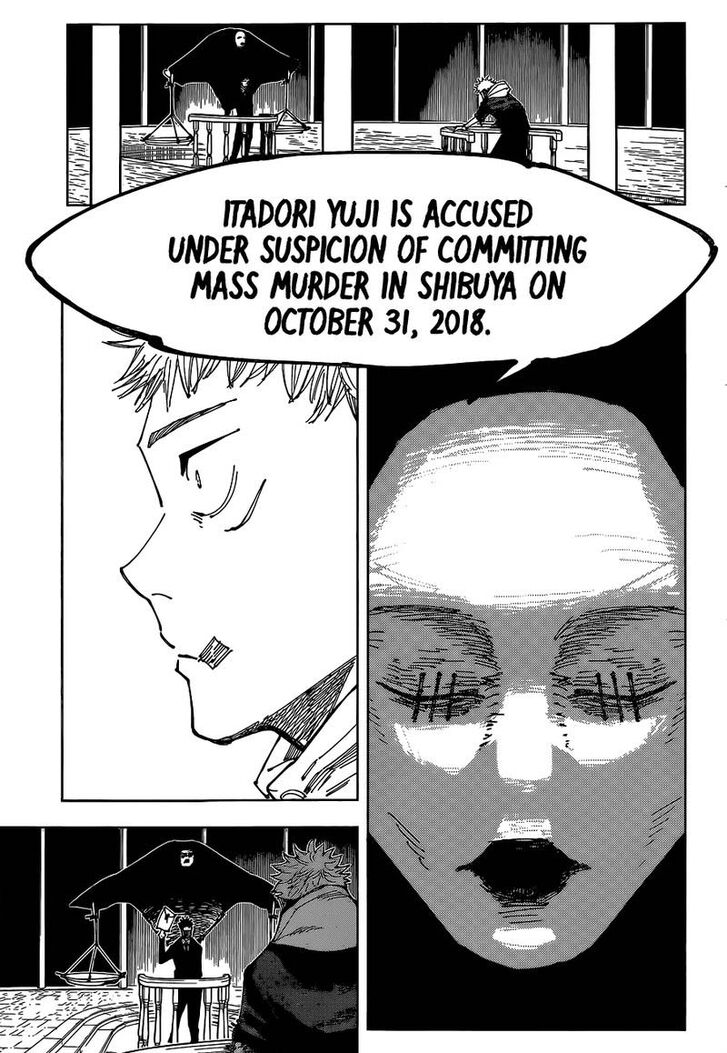 ITADORI YUJI IS ACCUSED
UNDER SUSPICION OF COMMITTING
MASS MURDER IN SHIBUYA ON
OCTOBER 31, 2018.